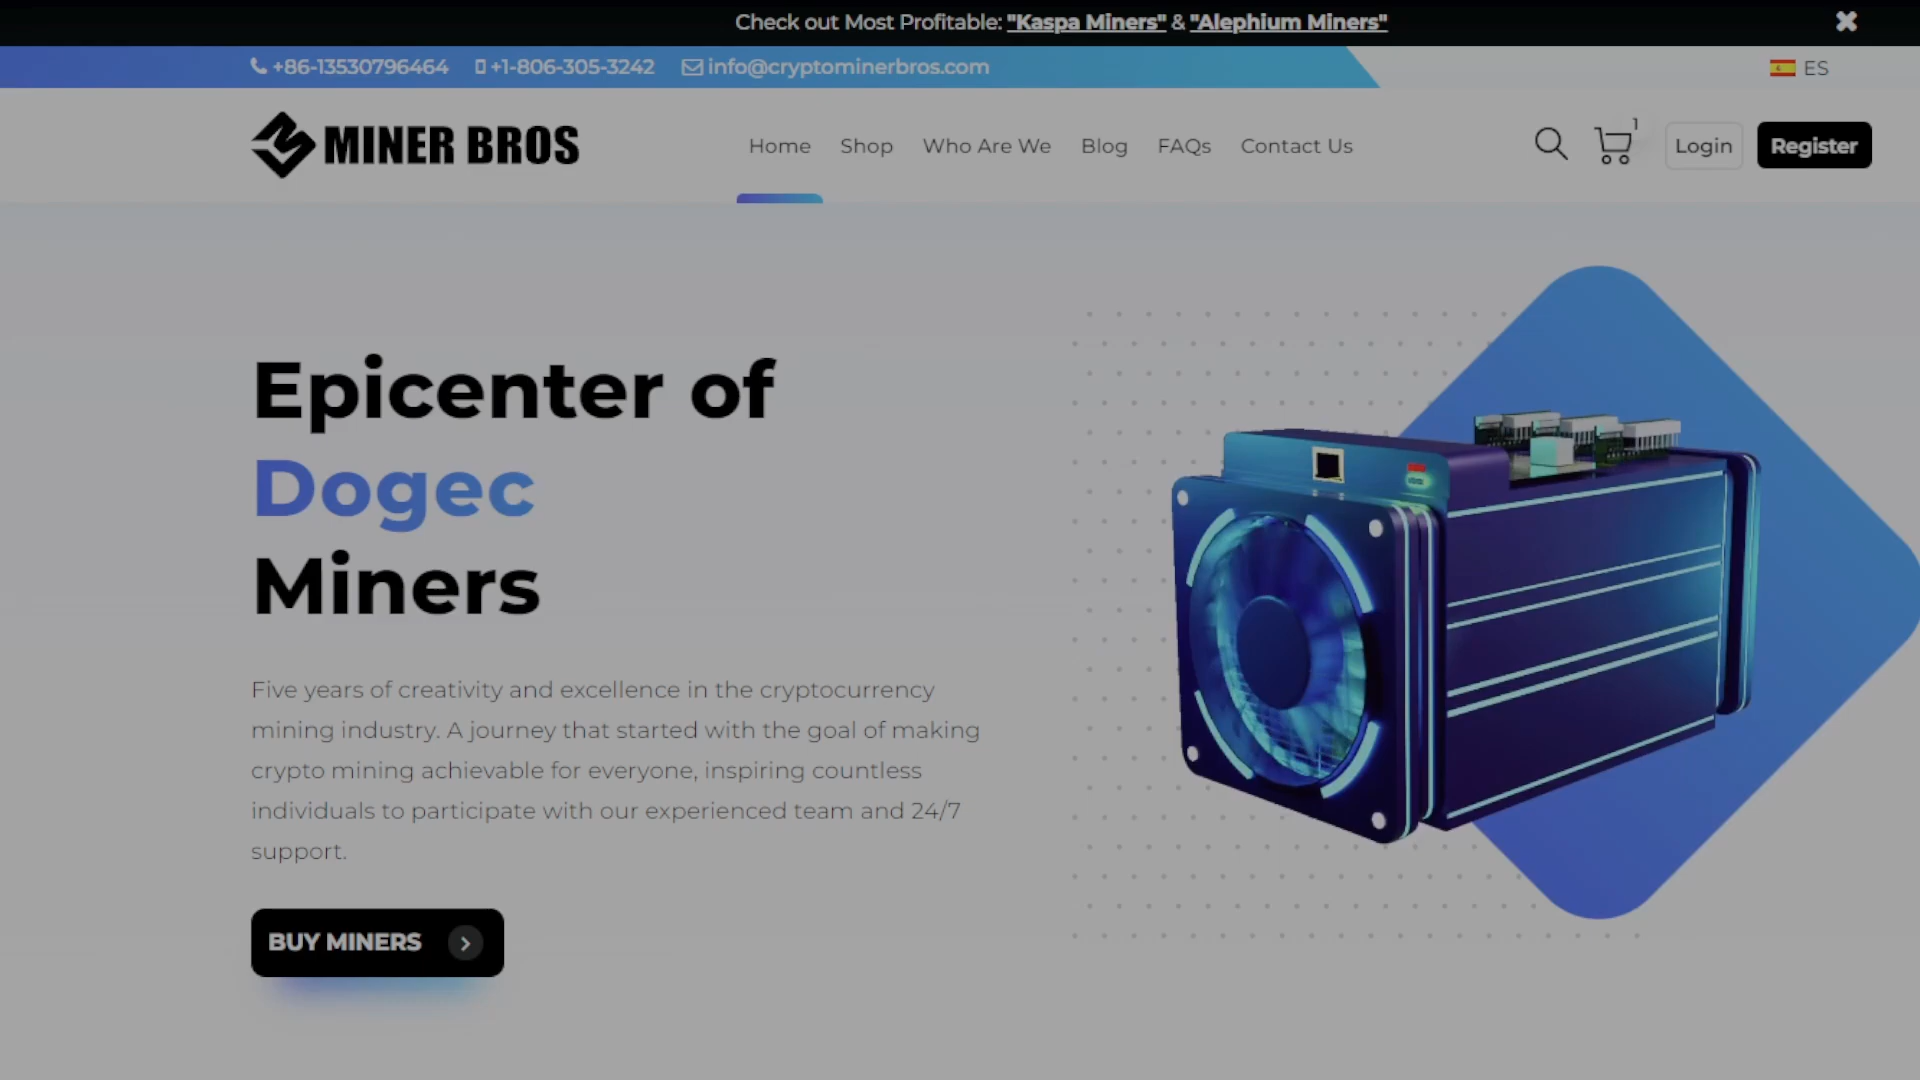 Check out Most Profitable: "Kaspa Miners" & "Alephium Miners"
+86-13530796464 +1-806-305-3242 info@cryptominerbros.com ES
MINER BROS Home Shop Who Are We Blog FAQs Contact Us 1 Login Register
Epicenter of
Dogec
Miners
Five years of creativity and excellence in the cryptocurrency
mining industry. A journey that started with the goal of making
crypto mining achievable for everyone, inspiring countless
individuals to participate with our experienced team and 24/7
support.
BUY MINERS